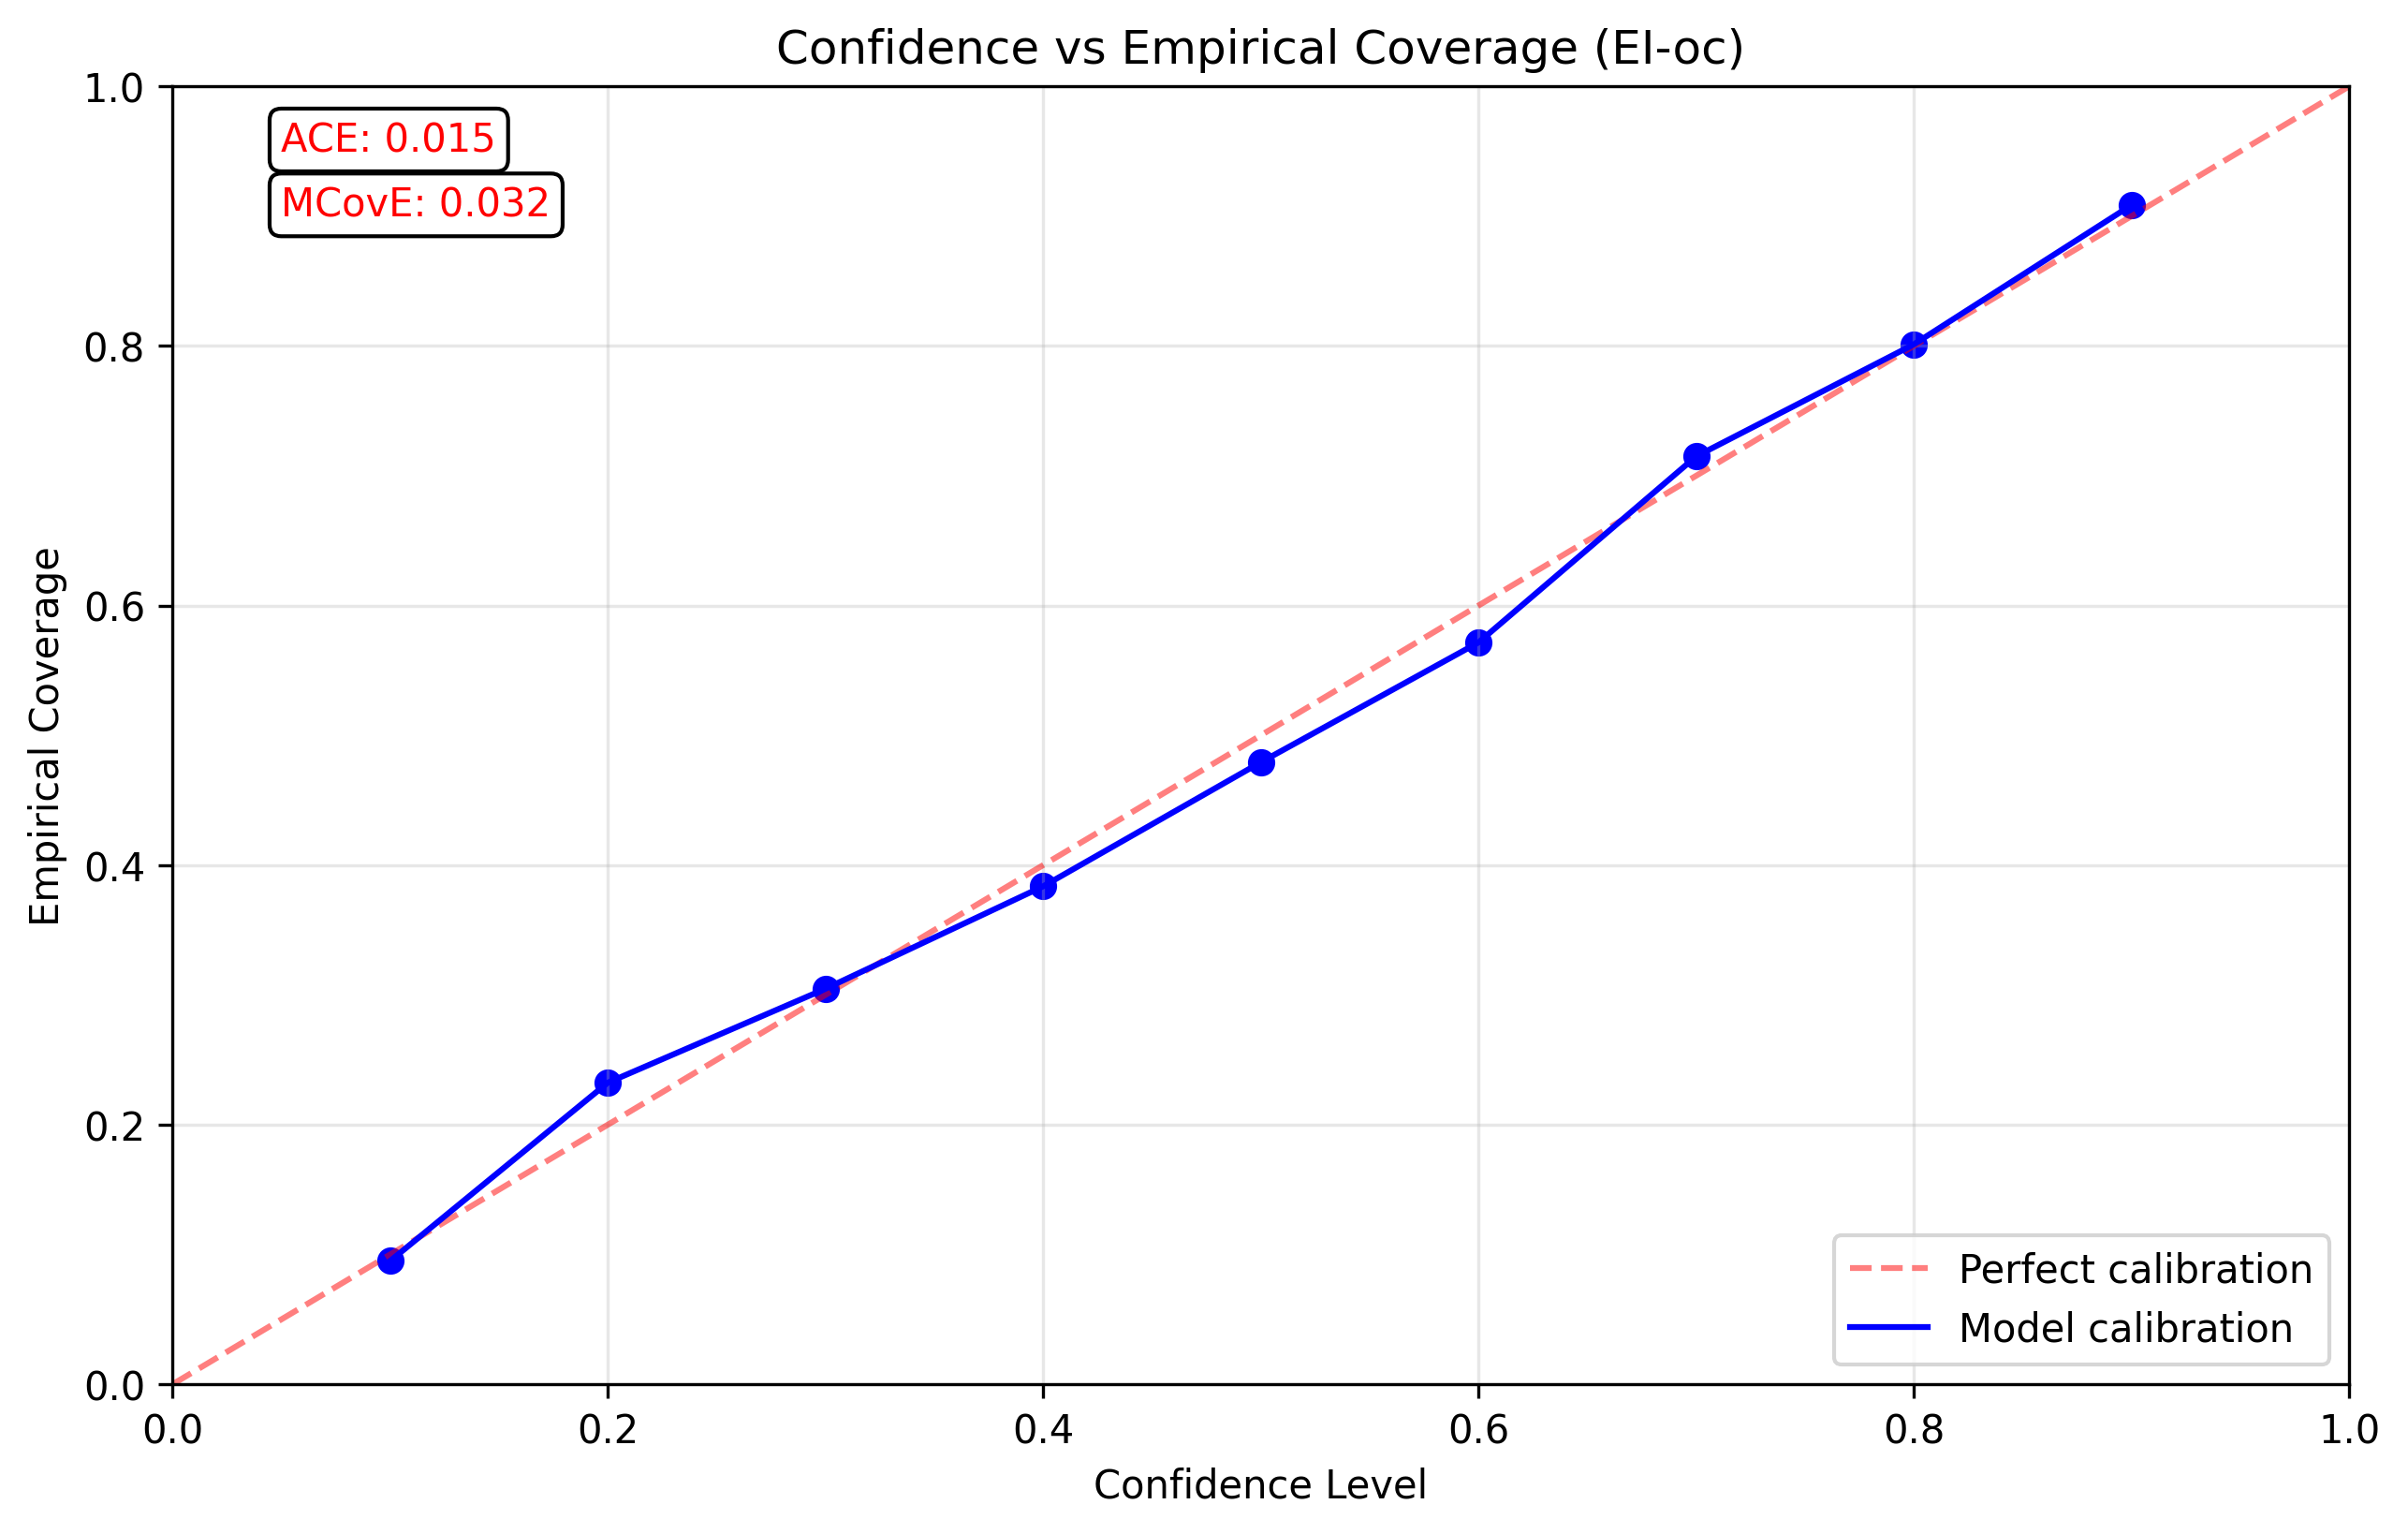 Confidence vs Empirical Coverage (EI-oc)
ACE: 0.015
MCovE: 0.032
Empirical Coverage
1.0
0.8
0.6
0.4
0.2
0.0
0.0 0.2 0.4 0.6 0.8 1.0
Confidence Level
Perfect calibration
Model calibration